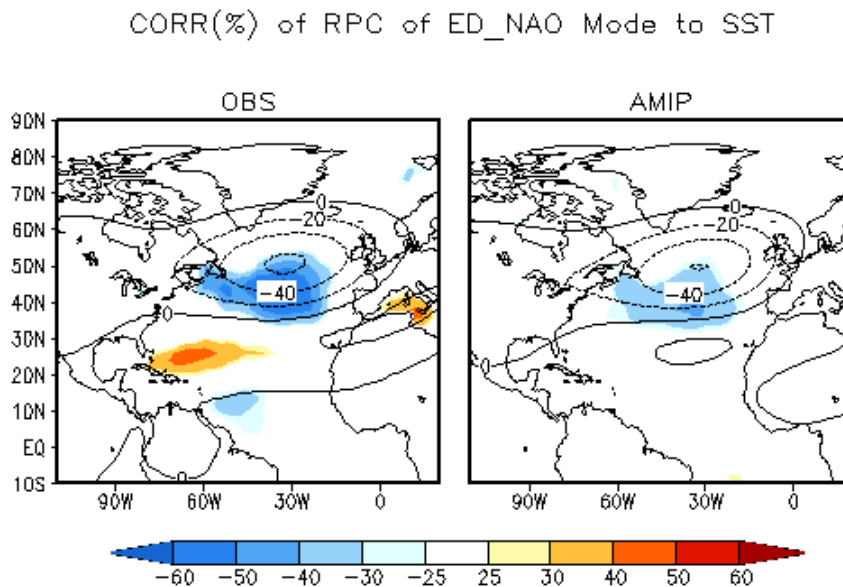 CORR(%) of RPC of ED_NAO Mode to SST
OBS
AMIP
90N
80N
70N
60N
50N
40N
30N
20N
10N
EQ
10S
0
-20
-40
0
0
0
-20
-40
0
90W 60W 30W 0
90W 60W 30W 0
-60 -50 -40 -30 -25 25 30 40 50 60